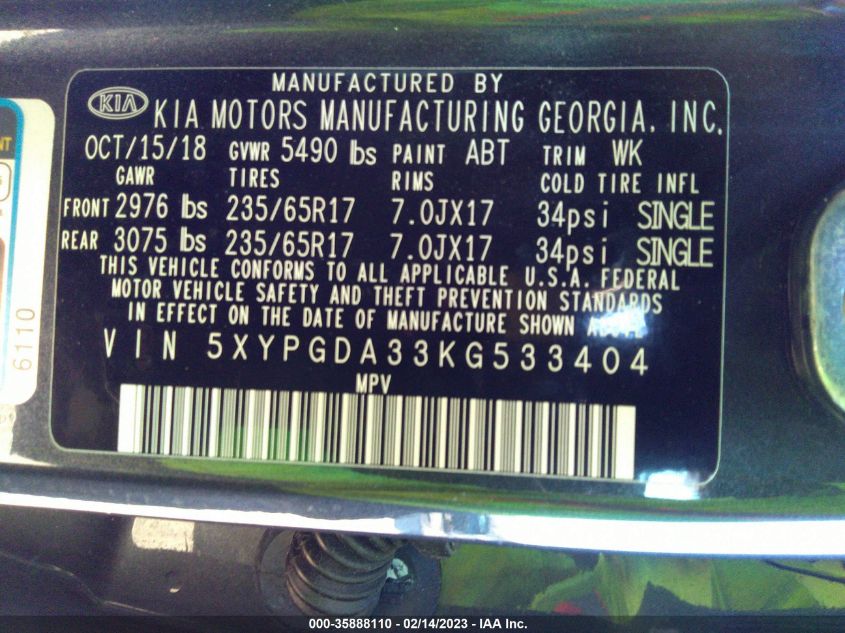 MANUFACTURED BY
KIA KIA MOTORS MANUFACTURING GEORGIA, INC.
OCT/15/18 GVWR 5490 lbs PAINT ABT TRIM WK
GAWR TIRES RIMS COLD TIRE INFL
FRONT 2976 lbs 235/65R17 7.0JX17 34psi SINGLE
REAR 3075 lbs 235/65R17 7.0JX17 34psi SINGLE
THIS VEHICLE CONFORMS TO ALL APPLICABLE U.S.A. FEDERAL
MOTOR VEHICLE SAFETY AND THEFT PREVENTION STANDARDS
IN EFFECT ON THE DATE OF MANUFACTURE SHOWN ABOVE.
VIN 5XYPGDA33KG533404
MPV
6110
000-35888110 - 02/14/2023 - IAA Inc.